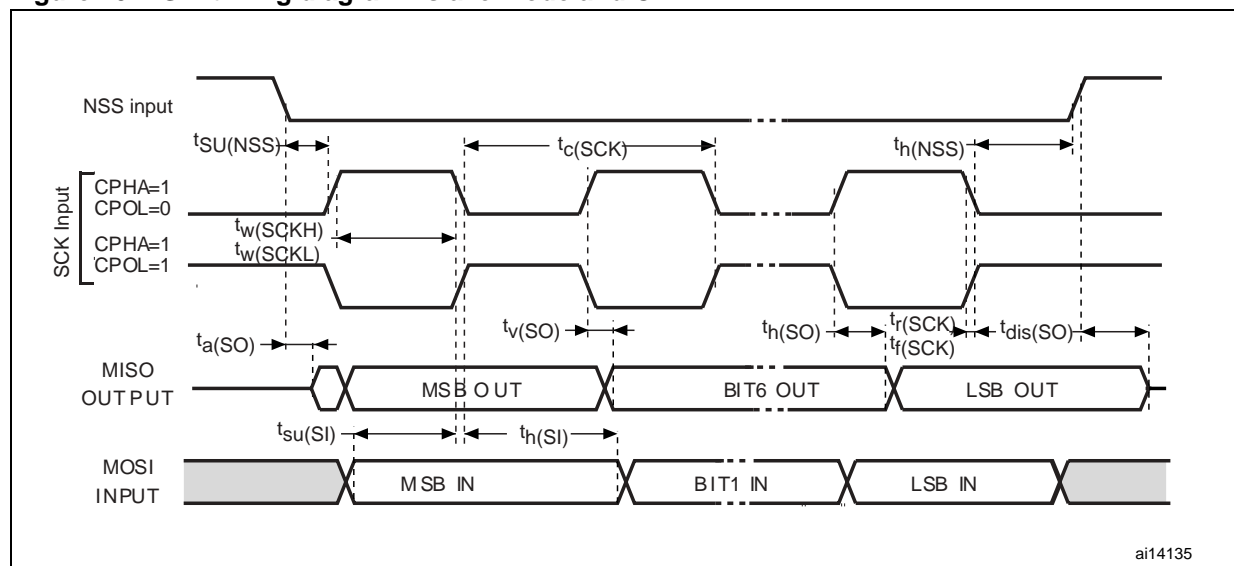 NSS input
tSU(NSS)
tc(SCK)
th(NSS)
SCK Input
CPHA=1
CPOL=0
tw(SCKH)
tw(SCKL)
CPHA=1
CPOL=1
ta(SO)
tv(SO)
th(SO)
tr(SCK)
tf(SCK)
tdis(SO)
MISO
OUTPUT
MSB OUT
BIT6 OUT
LSB OUT
tsu(SI)
th(SI)
MOSI
INPUT
MSB IN
BIT1 IN
LSB IN
ai14135